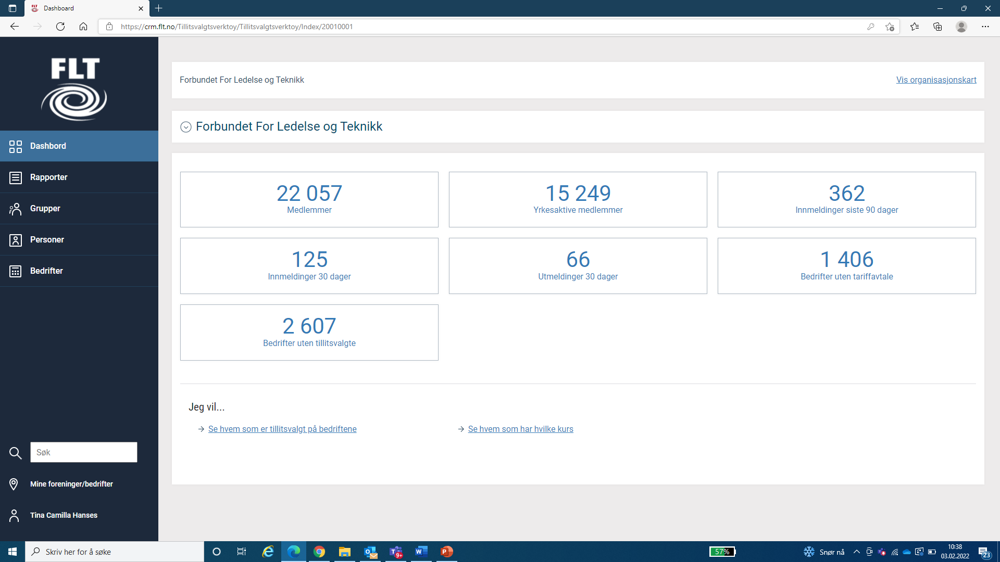 Dashboard
https://crm.flt.no/Tillitsvalgtsverktoy/Tillitsvalgtsverktoy/Index/20010001
FLT
Dashbord
Rapporter
Grupper
Personer
Bedrifter
Søk
Mine foreninger/bedrifter
Tina Camilla Hanses
Forbundet For Ledelse og Teknikk
Vis organisasjonskart
Forbundet For Ledelse og Teknikk
22 057
Medlemmer
15 249
Yrkesaktive medlemmer
362
Innmeldinger siste 90 dager
125
Innmeldinger 30 dager
66
Utmeldinger 30 dager
1 406
Bedrifter uten tariffavtale
2 607
Bedrifter uten tillitsvalgte
Jeg vil...
Se hvem som er tillitsvalgt på bedriftene
Se hvem som har hvilke kurs
Skriv her for å søke
9+
57%
Snør nå
10:38
03.02.2022
23